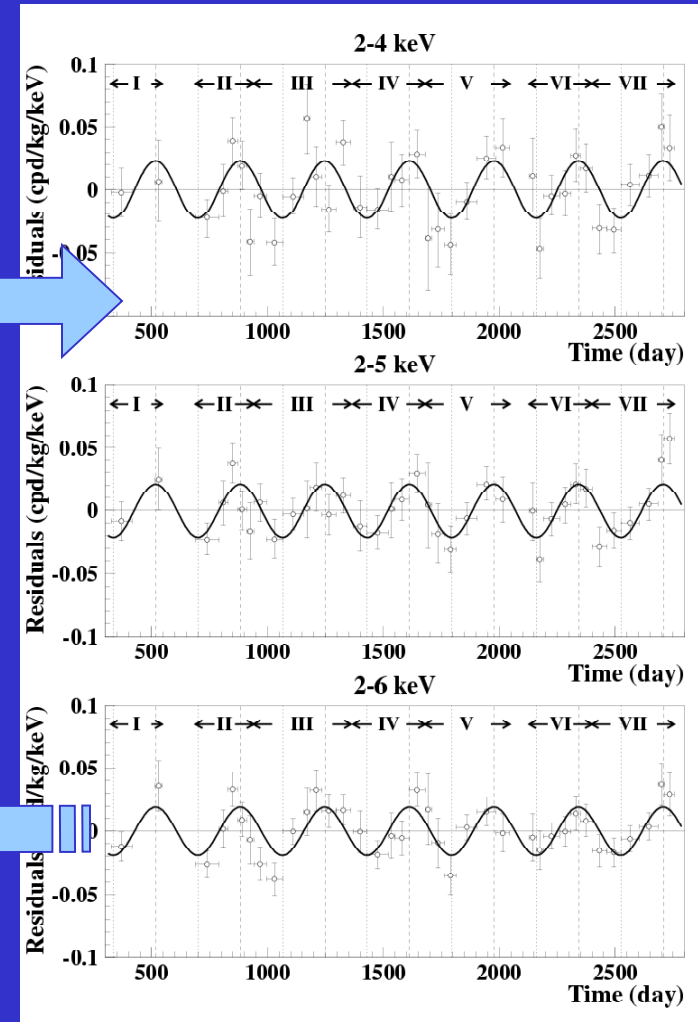 2-4 keV
0.1
I II III IV V VI VII
0.05
0
05
Residuals (cpd/kg/keV)
500 1000 1500 2000 2500
Time (day)
2-5 keV
0.1
I II III IV V VI VII
0.05
0
-0.05
-0.1
Residuals (cpd/kg/keV)
500 1000 1500 2000 2500
Time (day)
2-6 keV
0.1
I II III IV V VI VII
0.05
0
-0.05
-0.1
Residuals d/kg/keV)
500 1000 1500 2000 2500
Time (day)